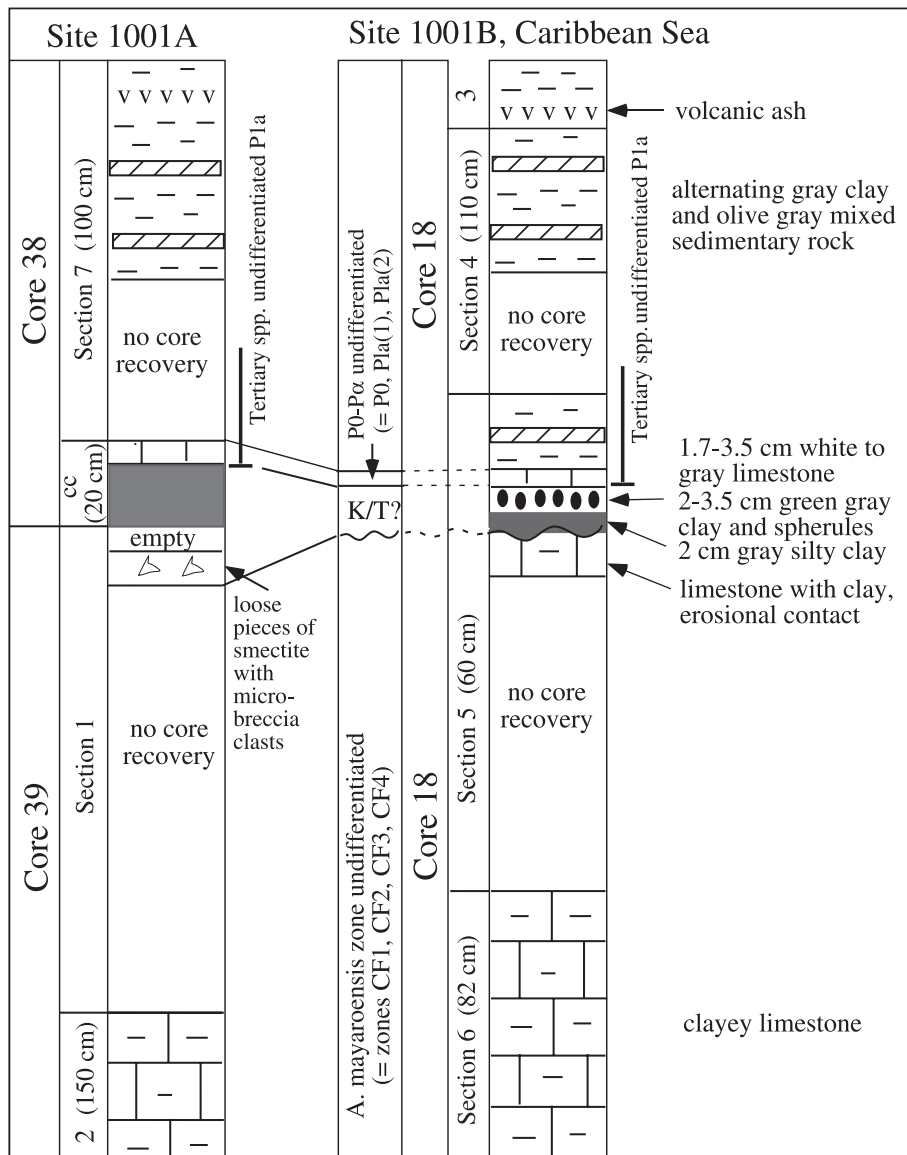 Site 1001A
Site 1001B, Caribbean Sea
Core 38
Section 7 (100 cm)
v v v v v
no core
recovery
Tertiary spp. undifferentiated P1a
cc
(20 cm)
Core 39
Section 1
empty
loose
pieces of
smectite
with
micro-
breccia
clasts
no core
recovery
2 (150 cm)
P0-Pα undifferentiated
(= P0, Pla(1), Pla(2)
K/T?
A. mayaroensis zone undifferentiated
(= zones CF1, CF2, CF3, CF4)
Core 18
Core 18
3
v v v v v
Section 4 (110 cm)
no core
recovery
Section 5 (60 cm)
no core
recovery
Section 6 (82 cm)
Tertiary spp. undifferentiated P1a
volcanic ash
alternating gray clay
and olive gray mixed
sedimentary rock
1.7-3.5 cm white to
gray limestone
2-3.5 cm green gray
clay and spherules
2 cm gray silty clay
limestone with clay,
erosional contact
clayey limestone